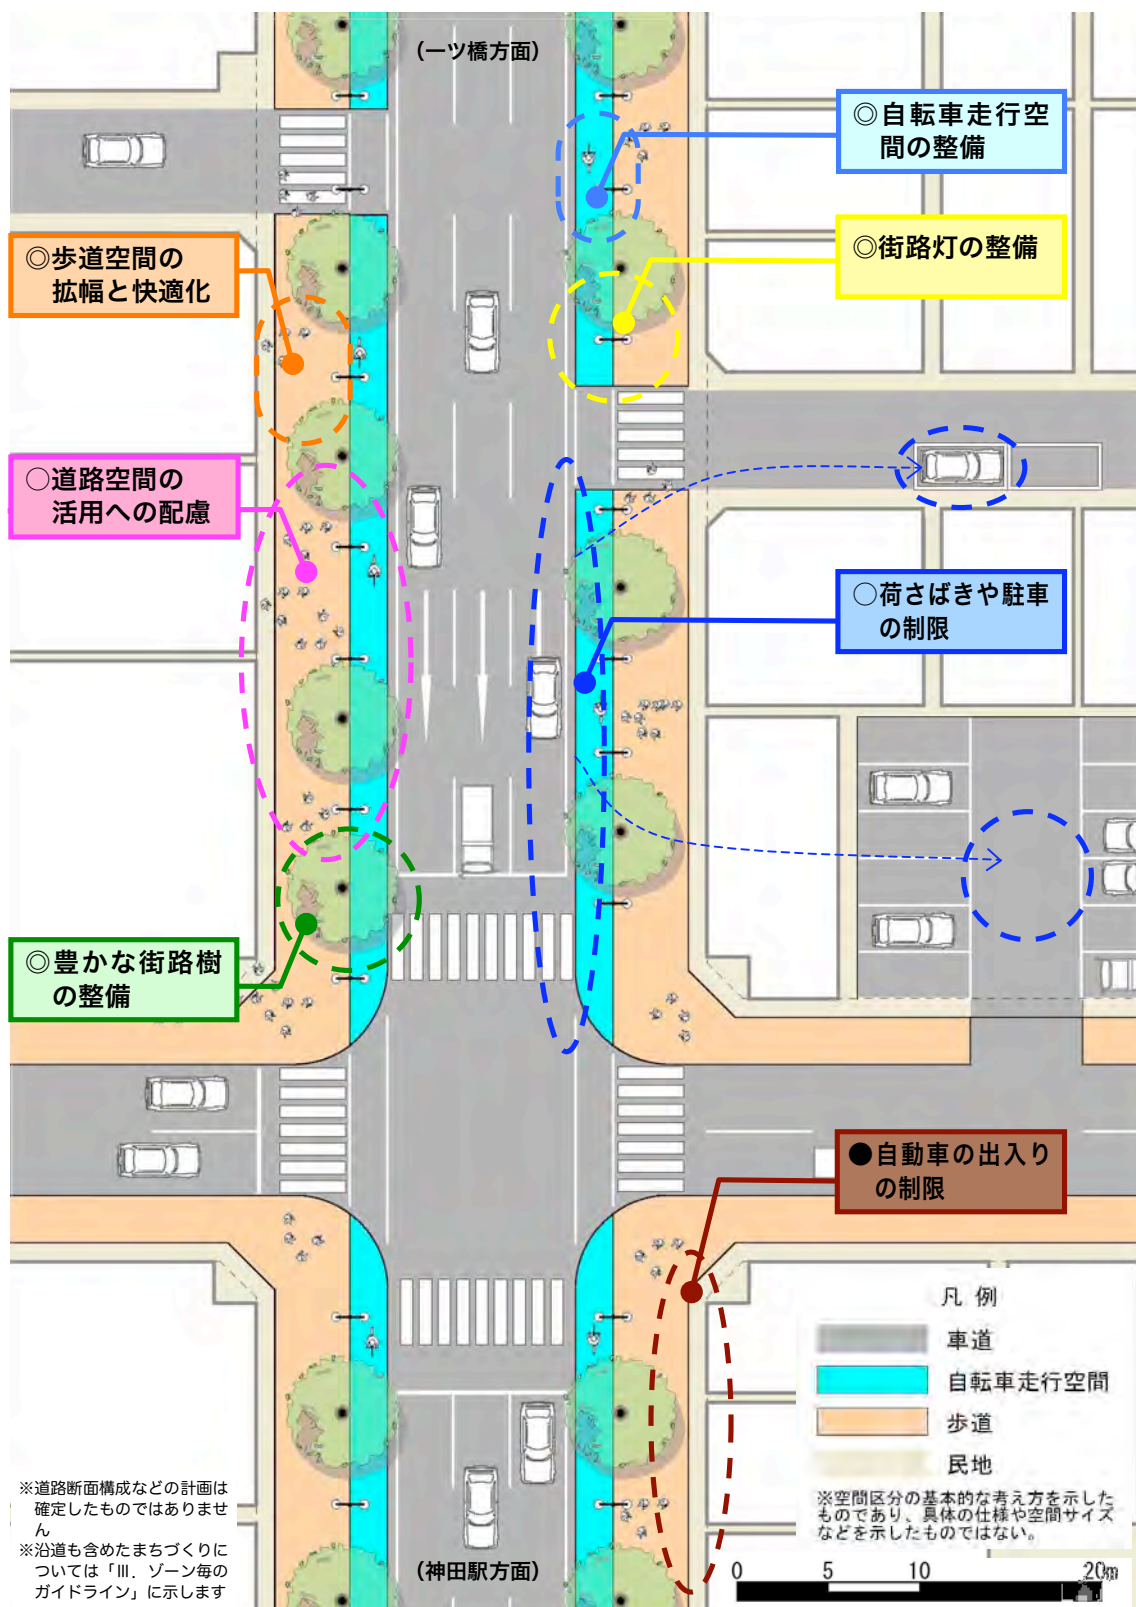 （一ツ橋方面）
◎自転車走行空
間の整備
◎街路灯の整備
◎歩道空間の
拡幅と快適化
○道路空間の
活用への配慮
○荷さばきや駐車
の制限
◎豊かな街路樹
の整備
●自動車の出入り
の制限
凡 例
車道
自転車走行空間
歩道
民地
※空間区分の基本的な考え方を示した
ものであり、具体の仕様や空間サイズ
などを示したものではない。
※道路断面構成などの計画は
確定したものではありませ
ん
※沿道も含めたまちづくりに
ついては「Ⅲ．ゾーン毎の
ガイドライン」に示します
（神田駅方面）
0 5 10 20m